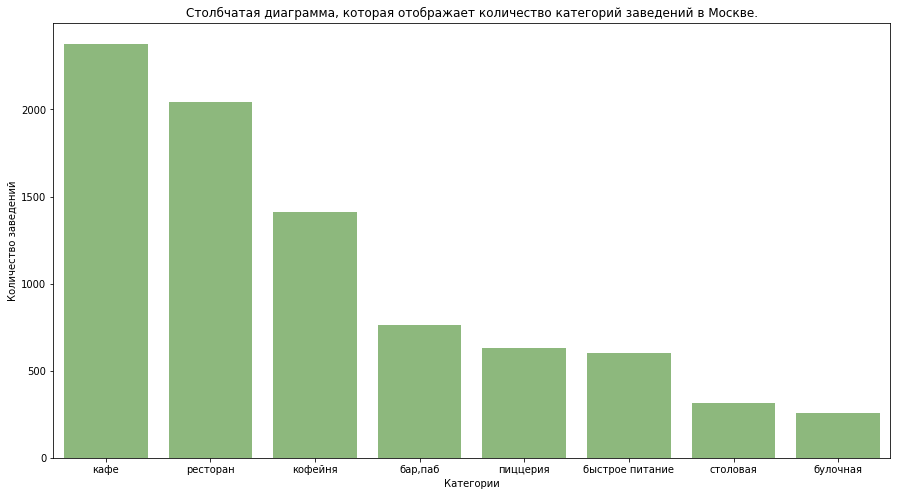 Столбчатая диаграмма, которая отображает количество категорий заведений в Москве.
Количество заведений
2000
1500
1000
500
0
кафе ресторан кофейня бар,паб пиццерия быстрое питание столовая булочная
Категории